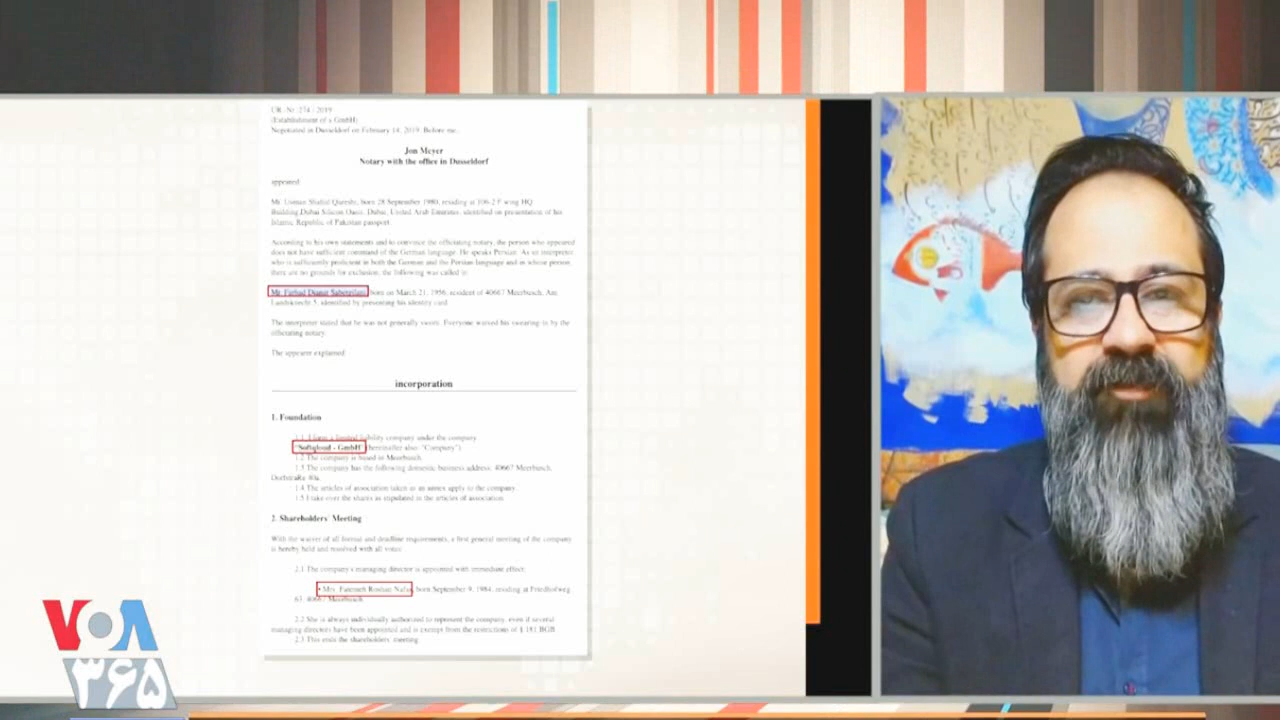 UR.-Nr. 274 / 2019
(Establishment of a GmbH)
Negotiated in Dusseldorf on February 14, 2019. Before me.
Jon Meyer
Notary with the office in Dusseldorf
appeared
Mr. Usman Shahid Qureshi, born 28 September 1980, residing at 106-2 F wing HQ
Building,Dubai Silicon Oasis, Dubai, United Arab Emirates, identified on presentation of his
Islamic Republic of Pakistan passport.
According to his own statements and to convince the officiating notary, the person who appeared
does not have sufficient command of the German language. He speaks Persian. As an interpreter
who is sufficiently proficient in both the German and the Persian language and in whose person
there are no grounds for exclusion, the following was called in:
Mr. Farhad Dianat Sabetgilani, born on March 21, 1956, resident of 40667 Meerbusch, Am
Landsknecht 5, identified by presenting his identity card.
The interpreter stated that he was not generally sworn. Everyone waived his swearing-in by the
officiating notary.
The appearer explained:
incorporation
1. Foundation
1.1. I form a limited liability company under the company
"Softqloud - GmbH" (hereinafter also: "Company").
1.2 The company is based in Meerbusch.
1.3 The company has the following domestic business address: 40667 Meerbusch,
40a.
1.4 The articles of association taken as an annex apply to the company.
1.5 I take over the shares as stipulated in the articles of association.
2. Shareholders' Meeting
With the waiver of all formal and deadline requirements, a first general meeting of the company
is hereby held and resolved with all votes:
2.1 The company's managing director is appointed with immediate effect:
• Mrs. Fatemeh Roshan Nafas, born September 9, 1984, residing at Friedhofweg
63, 40667 Meerbusch.
2.2 She is always individually authorized to represent the company, even if several
managing directors have been appointed and is exempt from the restrictions of § 181 BGB.
2.3 This ends the shareholders' meeting.
VOA
۳۶۵